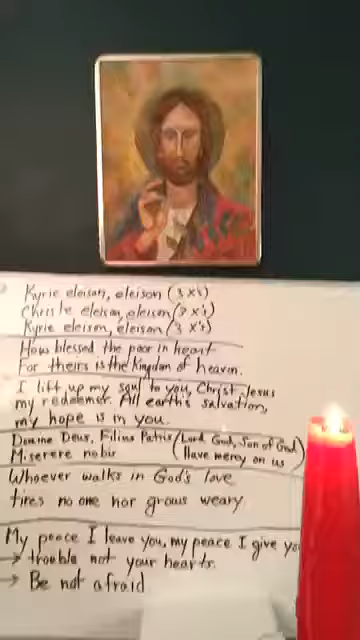 Kyrie eleison, eleison (3 x's)
Christe eleison, eleison (3 x's)
Kyrie eleison, eleison (3 x's)
How blessed the poor in heart
For theirs is the Kingdom of heaven.
I lift up my soul to you, Christ Jesus
my redeemer. All earth's salvation,
my hope is in you.
Domine Deus, Filius Patris (Lord God, Son of God)
Miserere nobis (Have mercy on us)
Whoever walks in God's love
tires no one nor grows weary.
My peace I leave you, my peace I give yo
→ trouble not your hearts.
→ Be not afraid